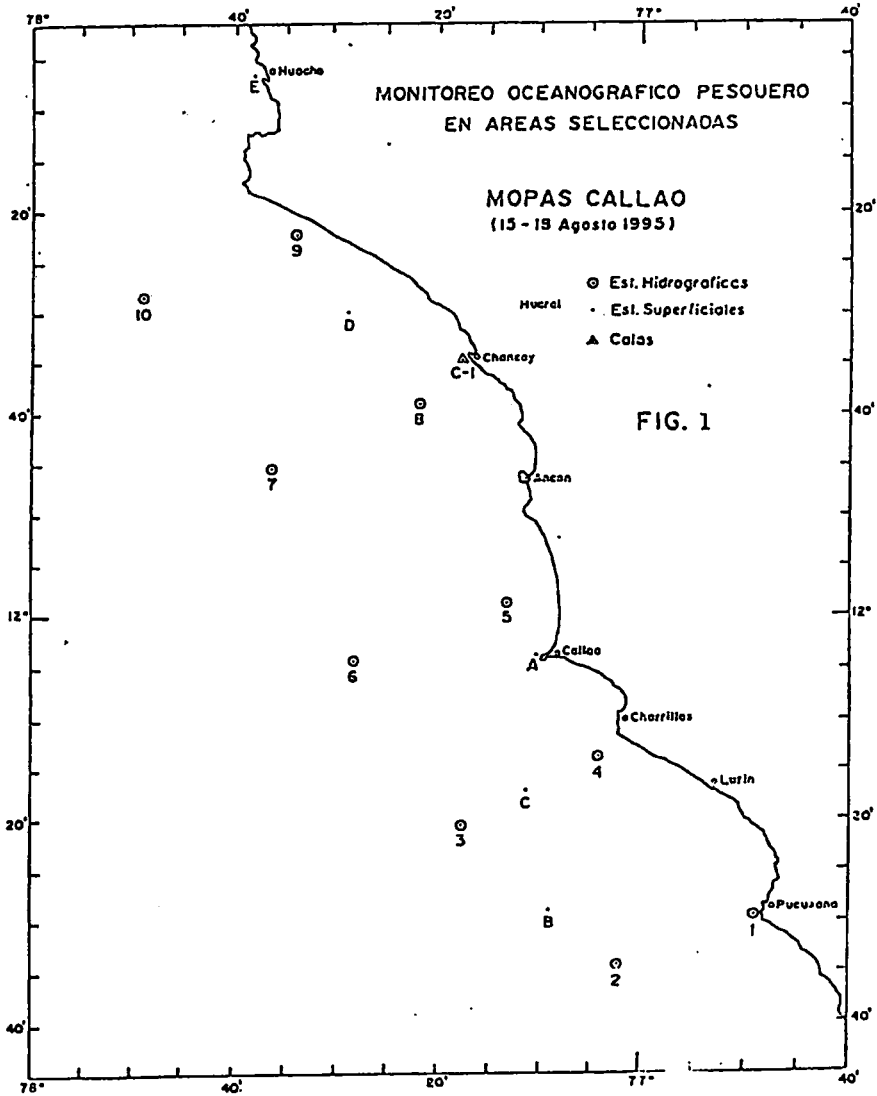 78° 40' 20' 77° 40'
Huacho
E
MONITOREO OCEANOGRAFICO PESQUERO
EN AREAS SELECCIONADAS
MOPAS CALLAO
(15-19 Agosto 1995)
20' 20'
9
Est. Hidrograficas
10
D
Huaral
Est. Superficiales
Calas
Chancay
C-1
40' 40'
8
FIG. 1
7
Ancon
12° 12°
5
Callao
A
6
Chorrillos
4
Lurin
C
20' 20'
3
Pucusana
1
B
2
40' 40'
78° 40' 20' 77° 40'